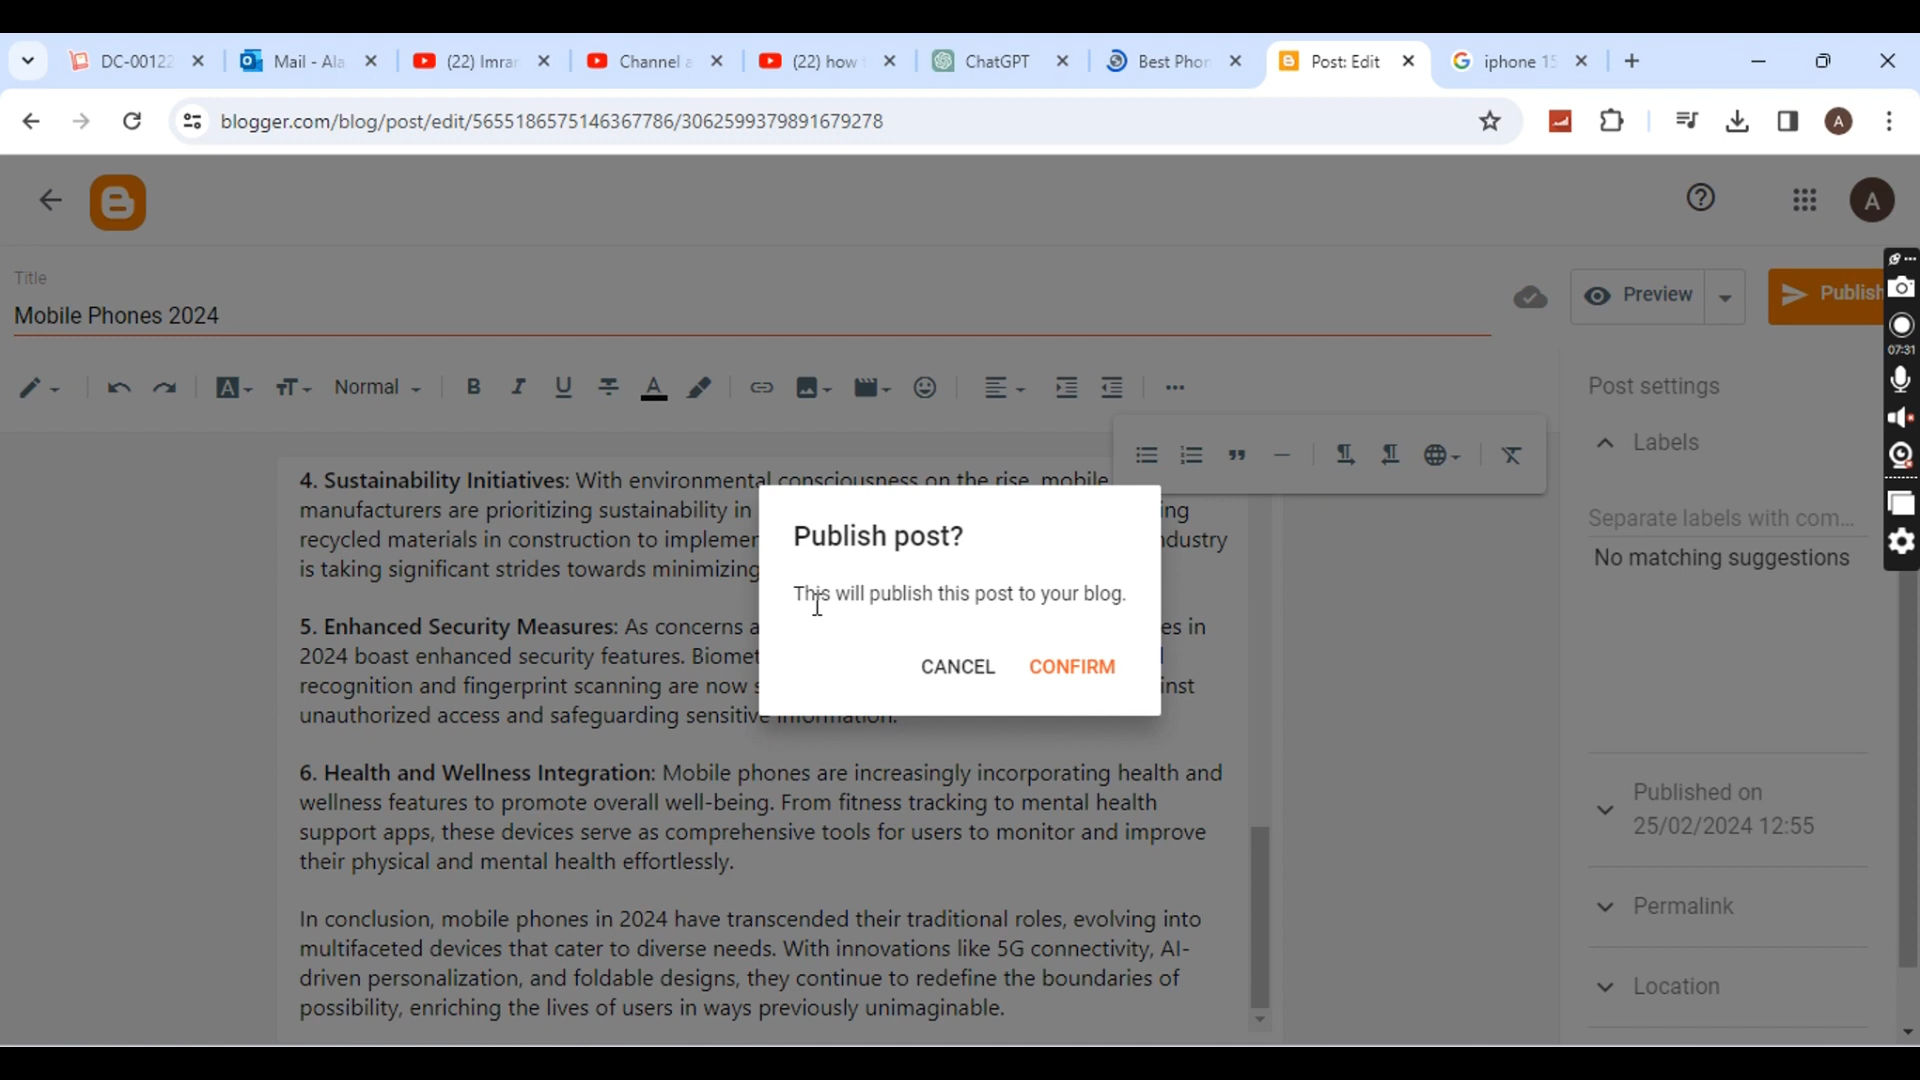 DC-00122
Mail - Ala
(22) Imran
Channel a
(22) how t
ChatGPT
Best Phon
Post: Edit
iphone 15
blogger.com/blog/post/edit/5655186575146367786/3062599379891679278
A
A
Title
Mobile Phones 2024
Preview
Publish
07:31
Normal
Post settings
Labels
Separate labels with com...
No matching suggestions
4. Sustainability Initiatives: With environmental consciousness on the rise, mobile
manufacturers are prioritizing sustainability in ing
recycled materials in construction to implemen ndustry
is taking significant strides towards minimizing
Publish post?
This will publish this post to your blog.
CANCEL CONFIRM
5. Enhanced Security Measures: As concerns a es in
2024 boast enhanced security features. Biomet
recognition and fingerprint scanning are now s inst
unauthorized access and safeguarding sensitive information.
6. Health and Wellness Integration: Mobile phones are increasingly incorporating health and
wellness features to promote overall well-being. From fitness tracking to mental health
support apps, these devices serve as comprehensive tools for users to monitor and improve
their physical and mental health effortlessly.
In conclusion, mobile phones in 2024 have transcended their traditional roles, evolving into
multifaceted devices that cater to diverse needs. With innovations like 5G connectivity, AI-
driven personalization, and foldable designs, they continue to redefine the boundaries of
possibility, enriching the lives of users in ways previously unimaginable.
Published on
25/02/2024 12:55
Permalink
Location